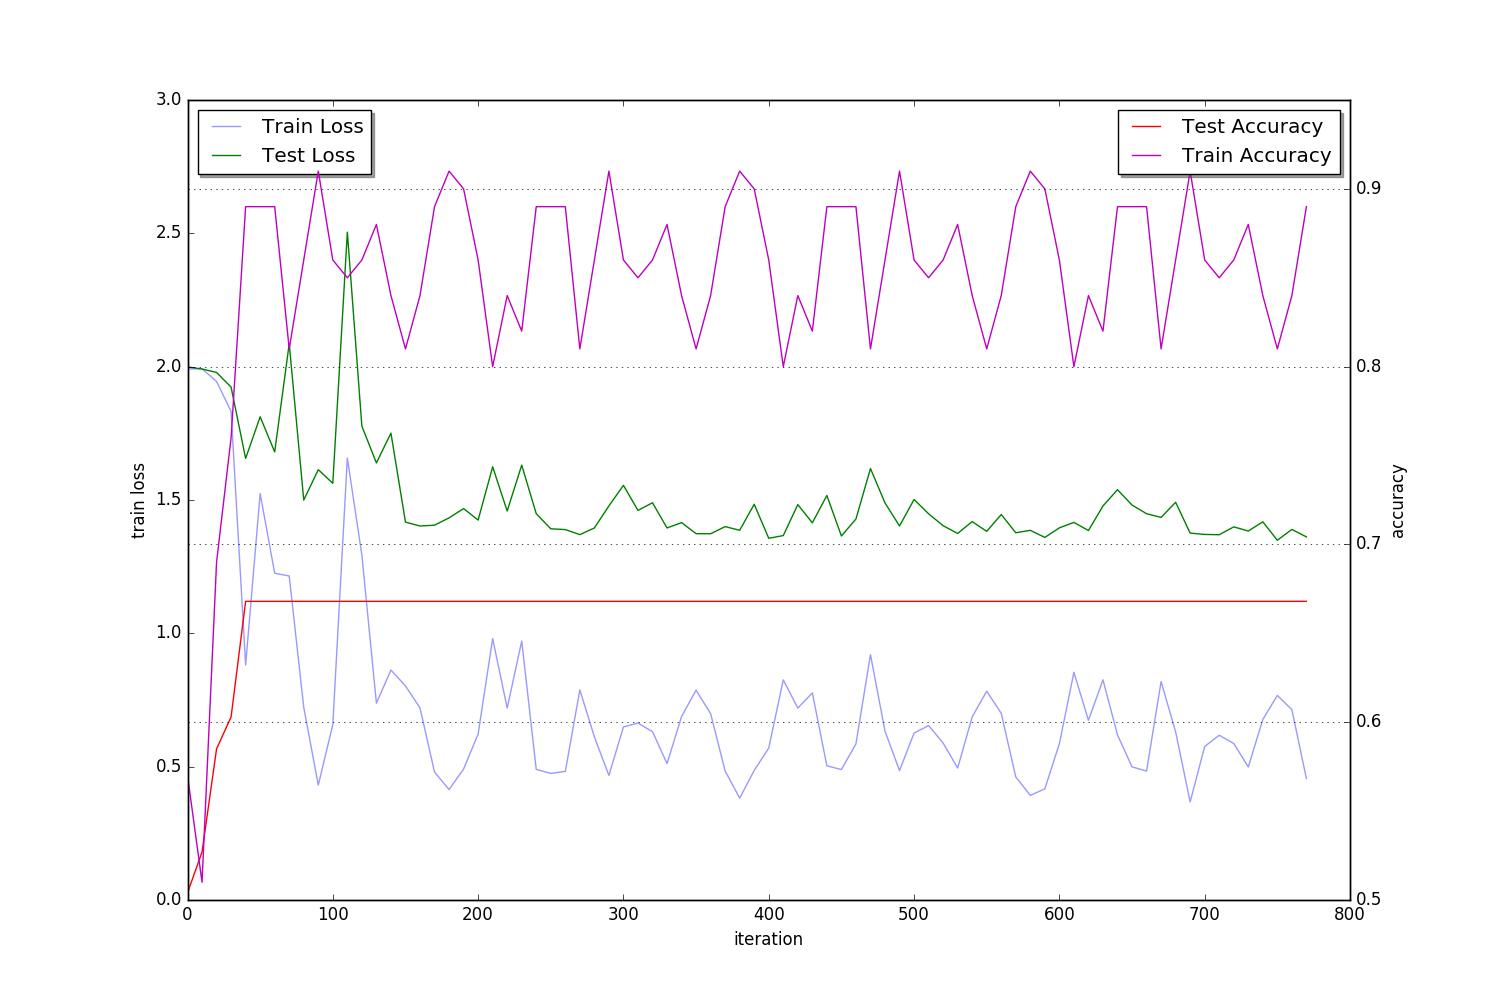 Train Loss
Test Loss
Test Accuracy
Train Accuracy
3.0
2.5
2.0
1.5
1.0
0.5
0.0
train loss
0.9
0.8
0.7
0.6
0.5
accuracy
0 100 200 300 400 500 600 700 800
iteration